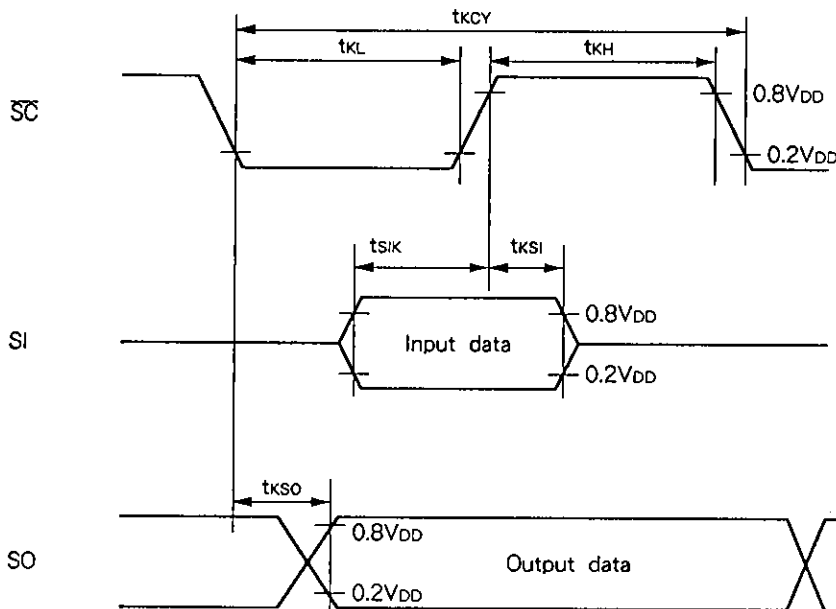 tKCY
tKL tKH
SC
0.8VDD
0.2VDD
tSIK tKSI
0.8VDD
SI
Input data
0.2VDD
tKSO
0.8VDD
SO
Output data
0.2VDD